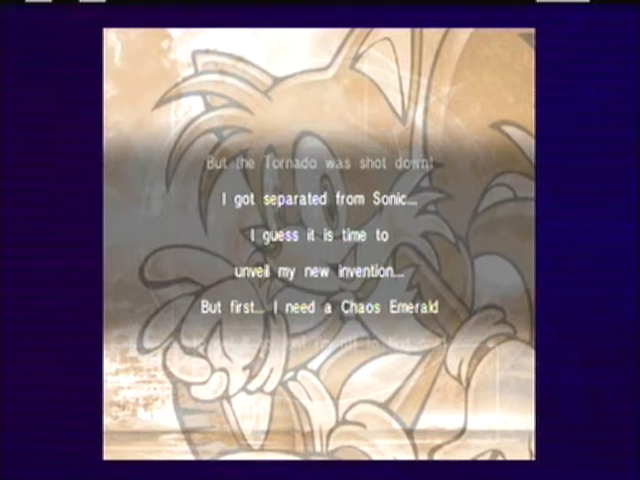 But the Tornado was shot down!
I got separated from Sonic...
I guess it is time to
unveil my new invention...
But first... I need a Chaos Emerald